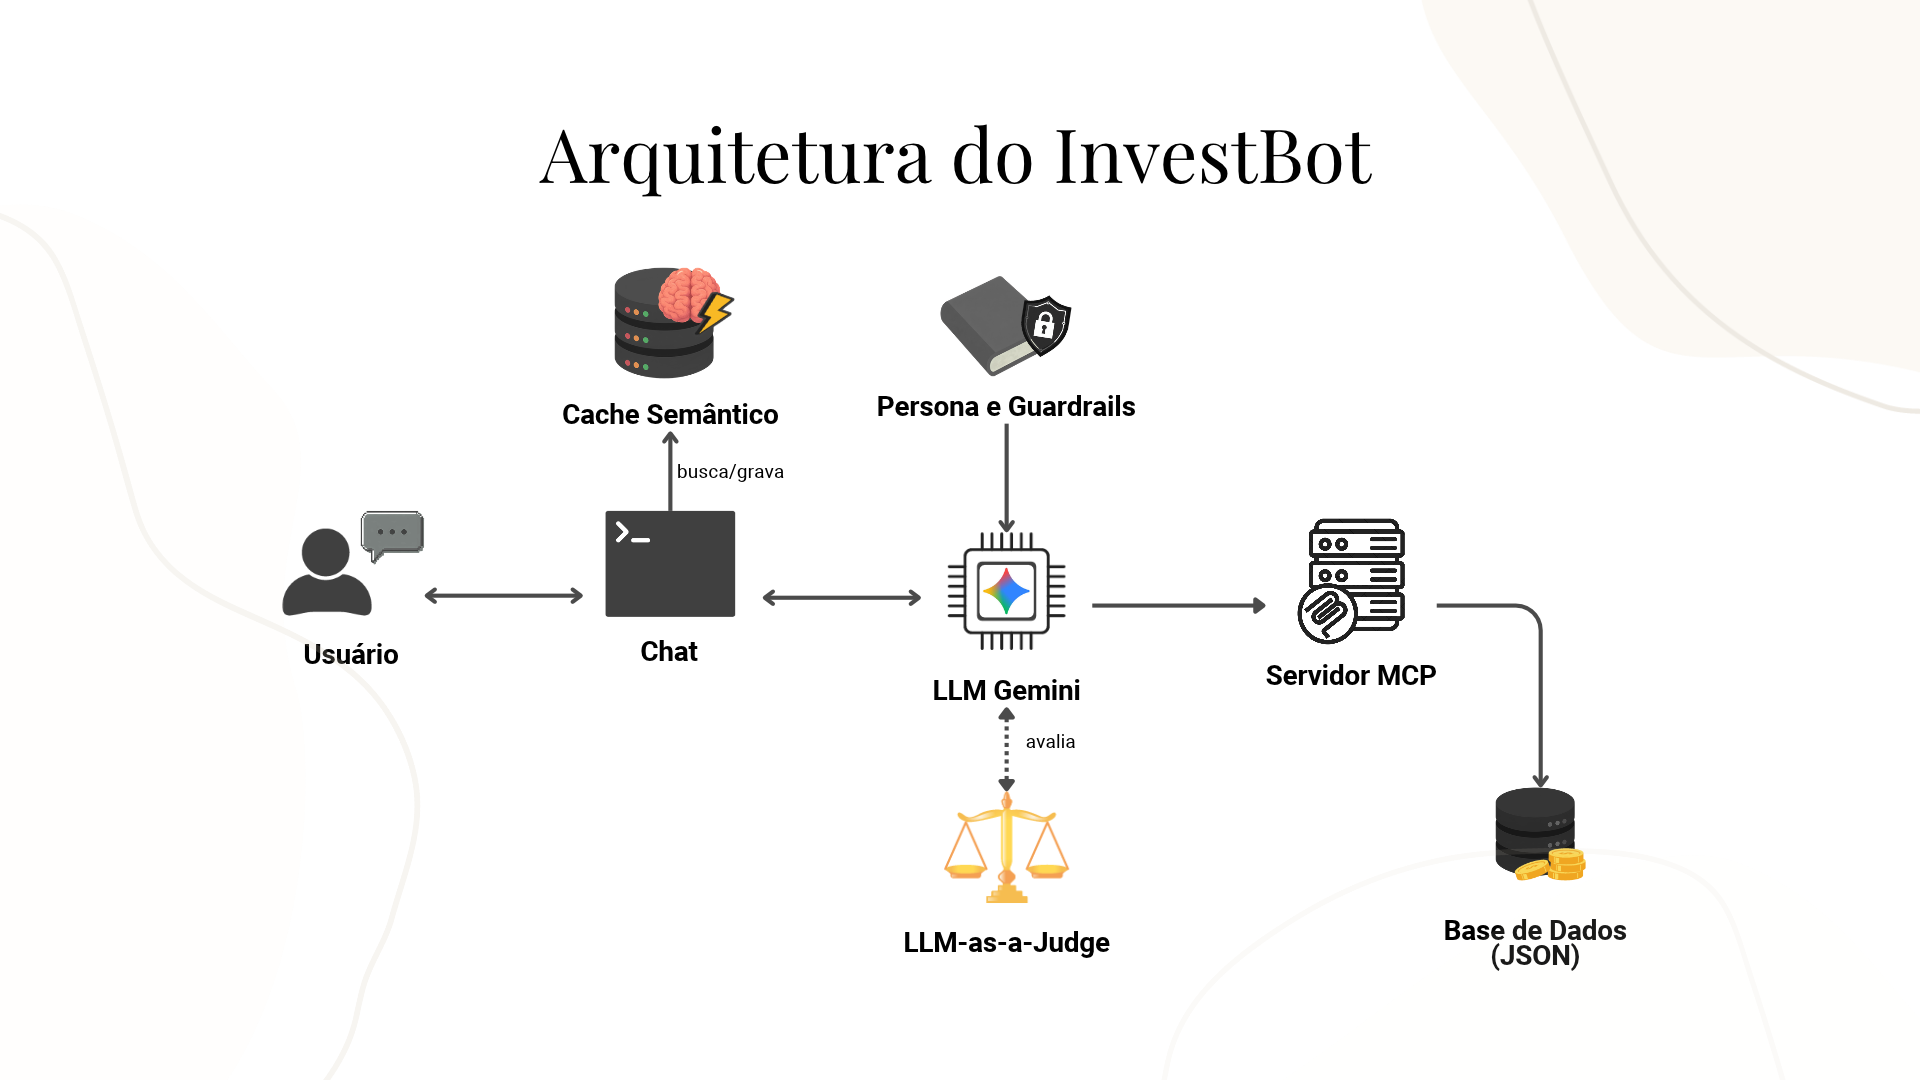 Arquitetura do InvestBot
Cache Semântico
Persona e Guardrails
busca/grava
Usuário
Chat
LLM Gemini
Servidor MCP
avalia
LLM-as-a-Judge
Base de Dados
(JSON)